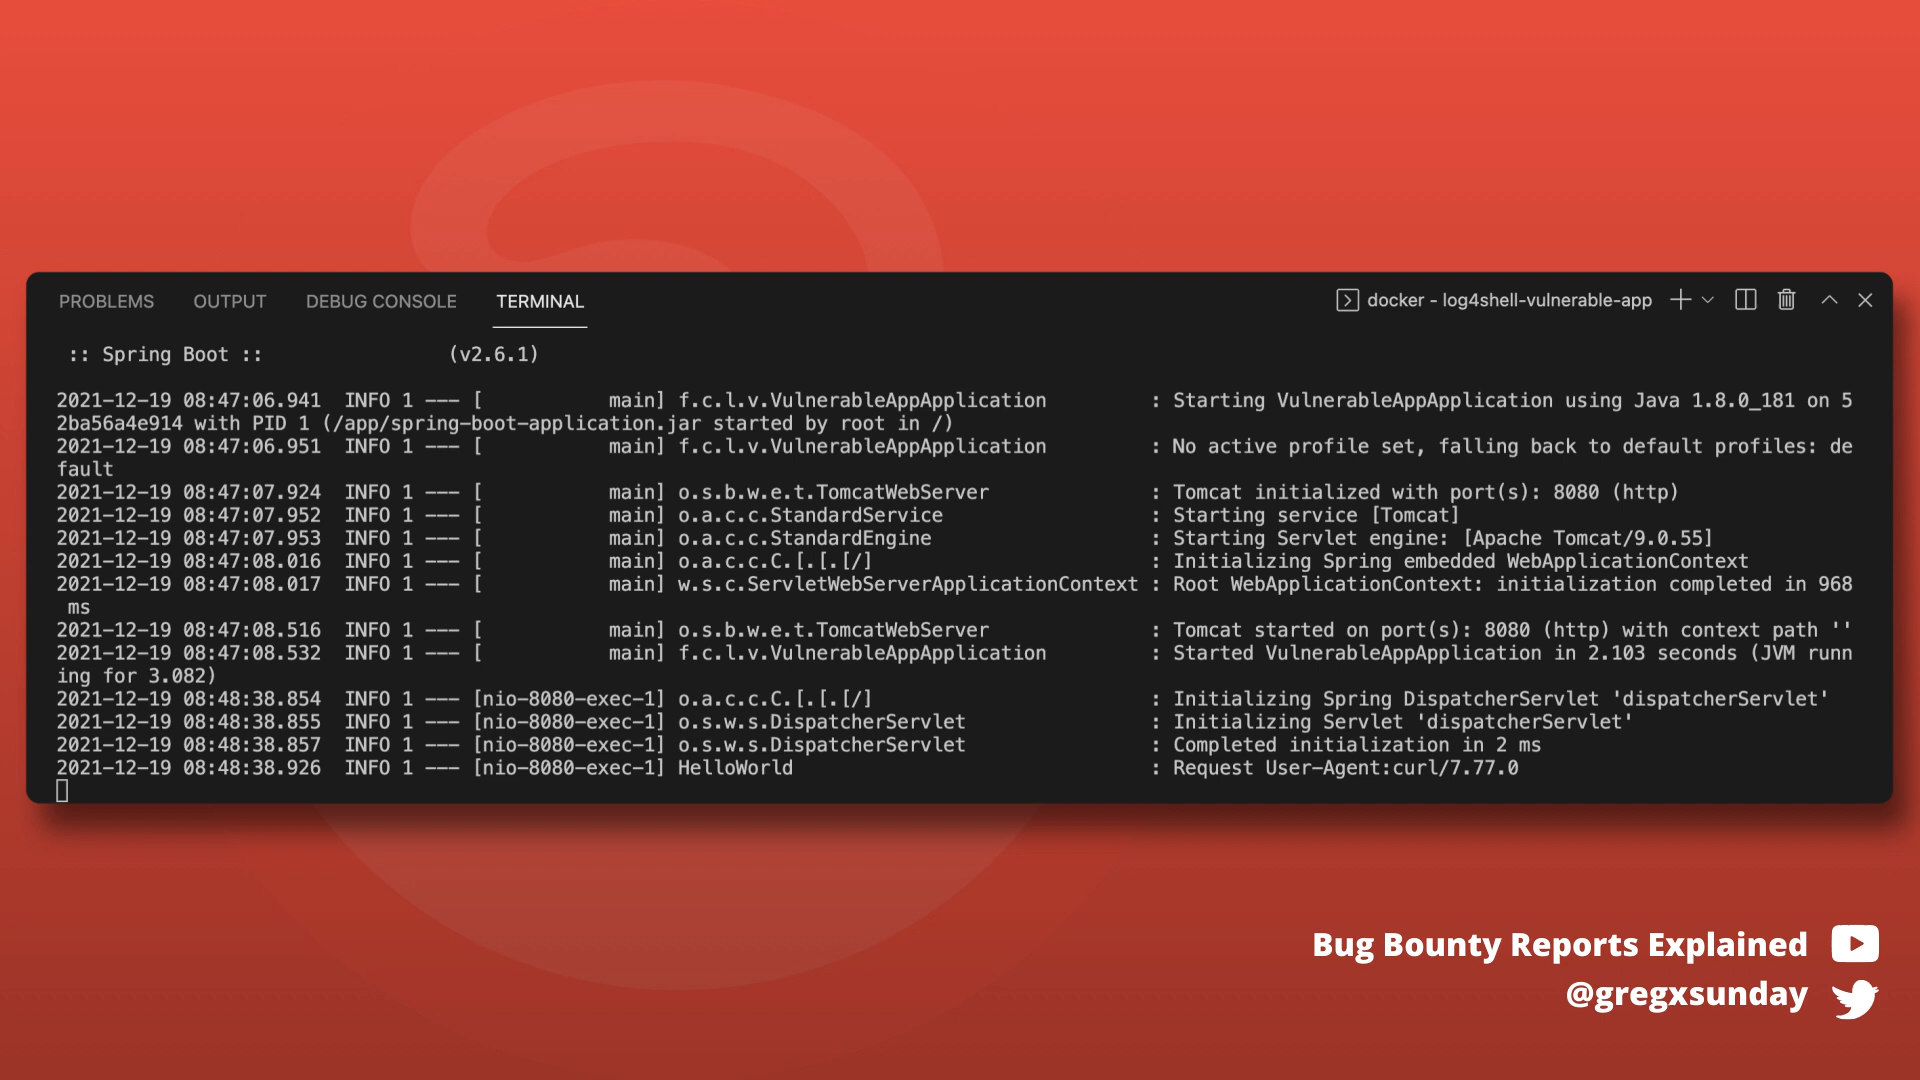 PROBLEMS OUTPUT DEBUG CONSOLE TERMINAL docker - log4shell-vulnerable-app
:: Spring Boot :: (v2.6.1)
2021-12-19 08:47:06.941 INFO 1 --- [ main] f.c.l.v.VulnerableAppApplication : Starting VulnerableAppApplication using Java 1.8.0_181 on 5
2ba56a4e914 with PID 1 (/app/spring-boot-application.jar started by root in /)
2021-12-19 08:47:06.951 INFO 1 --- [ main] f.c.l.v.VulnerableAppApplication : No active profile set, falling back to default profiles: de
fault
2021-12-19 08:47:07.924 INFO 1 --- [ main] o.s.b.w.e.t.TomcatWebServer : Tomcat initialized with port(s): 8080 (http)
2021-12-19 08:47:07.952 INFO 1 --- [ main] o.a.c.c.StandardService : Starting service [Tomcat]
2021-12-19 08:47:07.953 INFO 1 --- [ main] o.a.c.c.StandardEngine : Starting Servlet engine: [Apache Tomcat/9.0.55]
2021-12-19 08:47:08.016 INFO 1 --- [ main] o.a.c.c.C.[.[.[/] : Initializing Spring embedded WebApplicationContext
2021-12-19 08:47:08.017 INFO 1 --- [ main] w.s.c.ServletWebServerApplicationContext : Root WebApplicationContext: initialization completed in 968
ms
2021-12-19 08:47:08.516 INFO 1 --- [ main] o.s.b.w.e.t.TomcatWebServer : Tomcat started on port(s): 8080 (http) with context path ''
2021-12-19 08:47:08.532 INFO 1 --- [ main] f.c.l.v.VulnerableAppApplication : Started VulnerableAppApplication in 2.103 seconds (JVM runn
ing for 3.082)
2021-12-19 08:48:38.854 INFO 1 --- [nio-8080-exec-1] o.a.c.c.C.[.[.[/] : Initializing Spring DispatcherServlet 'dispatcherServlet'
2021-12-19 08:48:38.855 INFO 1 --- [nio-8080-exec-1] o.s.w.s.DispatcherServlet : Initializing Servlet 'dispatcherServlet'
2021-12-19 08:48:38.857 INFO 1 --- [nio-8080-exec-1] o.s.w.s.DispatcherServlet : Completed initialization in 2 ms
2021-12-19 08:48:38.926 INFO 1 --- [nio-8080-exec-1] HelloWorld : Request User-Agent:curl/7.77.0
Bug Bounty Reports Explained
@gregxsunday